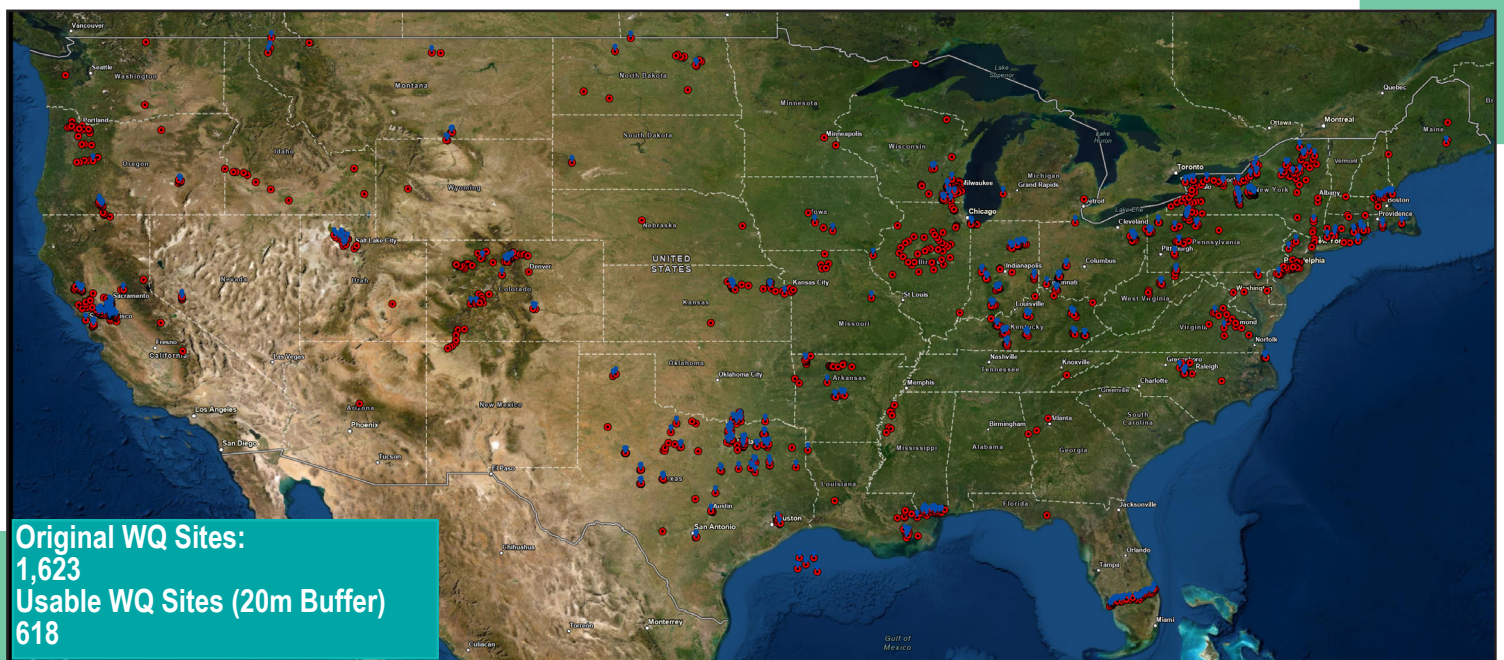 Vancouver
Seattle
Washington
Montana
North Dakota
Minnesota
Lake
Superior
Quebec
Ottawa
Montreal
Maine
Portland
Oregon
Idaho
South Dakota
Minneapolis
Wisconsin
Lake
Huron
Michigan
Toronto
Vermont
Wyoming
Milwaukee
Grand Rapids
New York
Albany
Boston
Providence
Detroit
Lake Erie
Cleveland
Chicago
Iowa
Nebraska
Salt Lake City
Pennsylvania
Nevada
Utah
Denver
Colorado
UNITED
STATES
Indianapolis
Columbus
Sacramento
Kansas
Kansas City
Missouri
St Louis
Louisville
Kentucky
West Virginia
Washington
Virginia
Norfolk
Fresno
California
Las Vegas
Nashville
Tennessee
Knoxville
Raleigh
Oklahoma
Oklahoma City
Arkansas
Memphis
Charlotte
Greenville
Los Angeles
Arizona
Phoenix
New Mexico
South
Carolina
Birmingham
Atlanta
San Diego
Tucson
El Paso
Mississippi
Alabama
Georgia
Louisiana
Austin
San Antonio
Florida
Jacksonville
Chihuahua
Orlando
Tampa
Miami
Torreón
Monterrey
Culiacan
Gulf of
Mexico
Original WQ Sites:
1,623
Usable WQ Sites (20m Buffer)
618